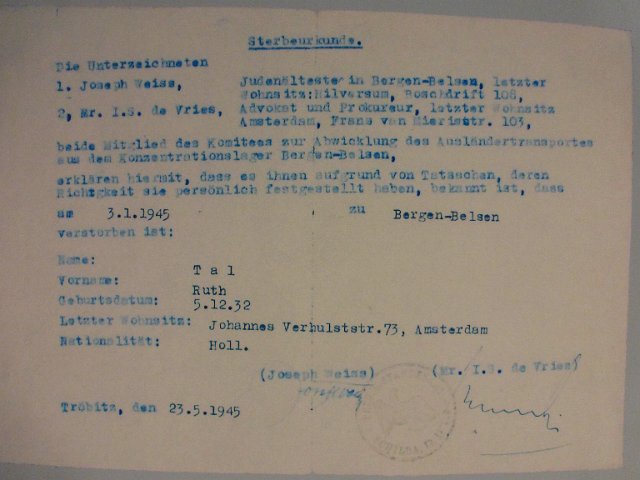 Sterbeurkunde.
Die Unterzeichneten
1. Joseph Weiss, Judenältester in Bergen-Belsen, letzter
Wohnsitz:Hilversum, Boschdrift 108,
2, Mr. I.S. de Vries, Advokat und Prokureur, letzter Wohnsitz
Amsterdam, Frans van Mierisstr. 103,
beide Mitglied des Komitees zur Abwicklung des Ausländertransportes
aus dem Konzentrationslager Bergen-Belsen,
erklären hiermit, dass es ihnen aufgrund von Tatsachen, deren
Richtigkeit sie persönlich festgestellt haben, bekannt ist, dass
am 3.1.1945 zu Bergen-Belsen
verstorben ist:
Name: T a l
Vorname: Ruth
Geburtsdatum: 5.12.32
Letzter Wohnsitz: Johannes Verhulststr.73, Amsterdam
Nationalität: Holl.
(Joseph Weiss) (Mr. I.S. de Vries)
Tröbitz, den 23.5.1945